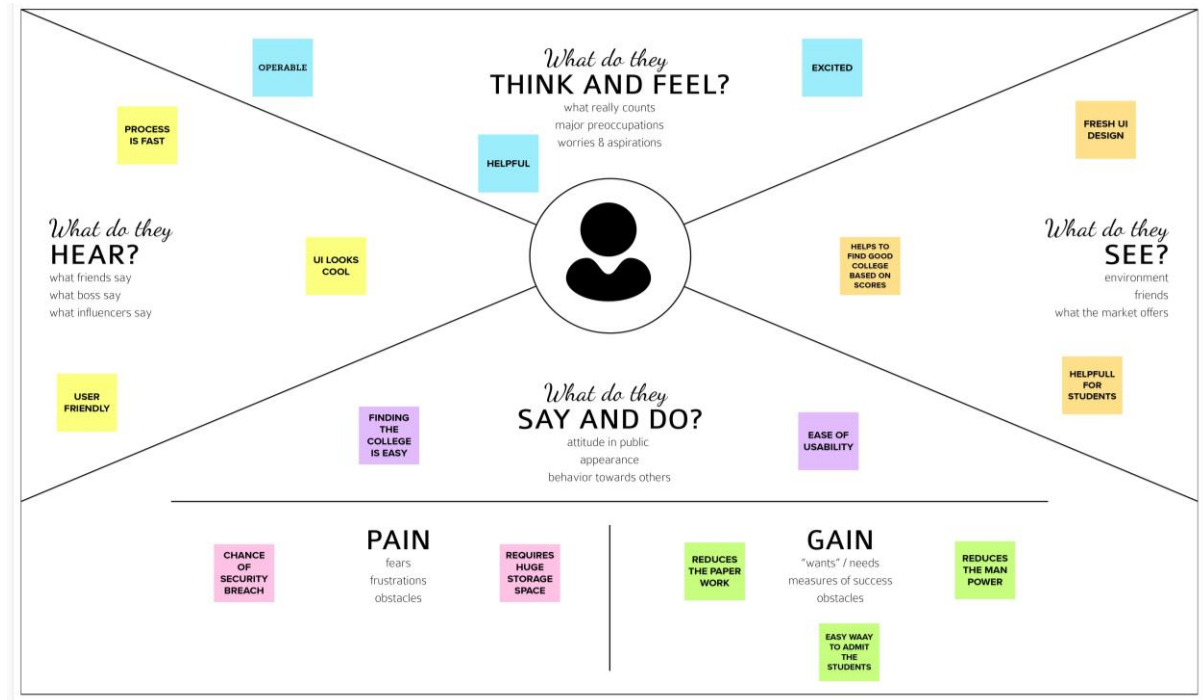 What do they
THINK AND FEEL?
what really counts
major preoccupations
worries & aspirations
OPERABLE
EXCITED
HELPFUL
PROCESS
IS FAST
What do they
HEAR?
what friends say
what boss say
what influencers say
UI LOOKS
COOL
USER
FRIENDLY
FRESH UI
DESIGN
What do they
SEE?
environment
friends
what the market offers
HELPS TO
FIND GOOD
COLLEGE
BASED ON
SCORES
HELPFULL
FOR
STUDENTS
What do they
SAY AND DO?
attitude in public
appearance
behavior towards others
FINDING
THE
COLLEGE
IS EASY
EASE OF
USABILITY
PAIN
fears
frustrations
obstacles
CHANCE
OF
SECURITY
BREACH
REQUIRES
HUGE
STORAGE
SPACE
GAIN
"wants" / needs
measures of success
obstacles
REDUCES
THE PAPER
WORK
REDUCES
THE MAN
POWER
EASY WAAY
TO ADMIT
THE
STUDENTS